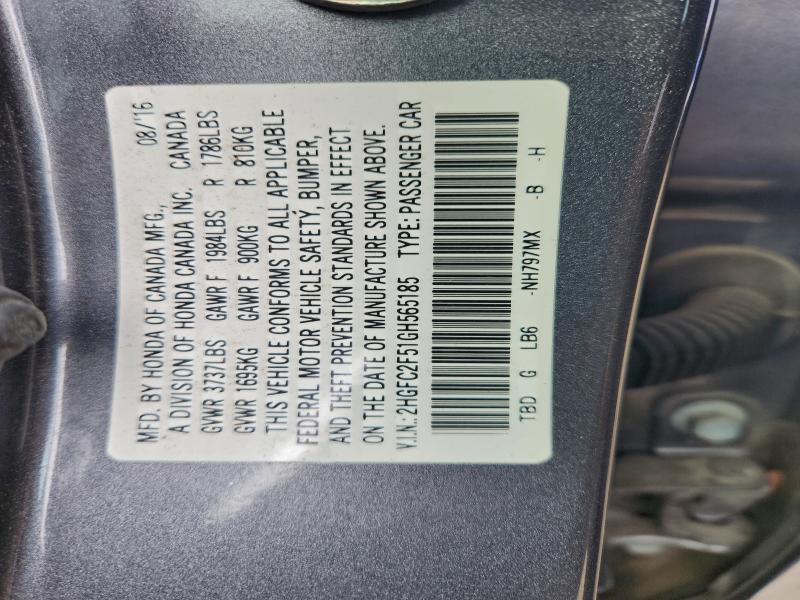 MFD. BY HONDA OF CANADA MFG., 08/16
A DIVISION OF HONDA CANADA INC. CANADA
GVWR 3737LBS GAWR F 1984LBS R 1786LBS
GVWR 1695KG GAWR F 900KG R 810KG
THIS VEHICLE CONFORMS TO ALL APPLICABLE
FEDERAL MOTOR VEHICLE SAFETY, BUMPER,
AND THEFT PREVENTION STANDARDS IN EFFECT
ON THE DATE OF MANUFACTURE SHOWN ABOVE.
V.I.N.: 2HGFC2F51GH565185 TYPE: PASSENGER CAR
TBD G LB6 -NH797MX -B -H